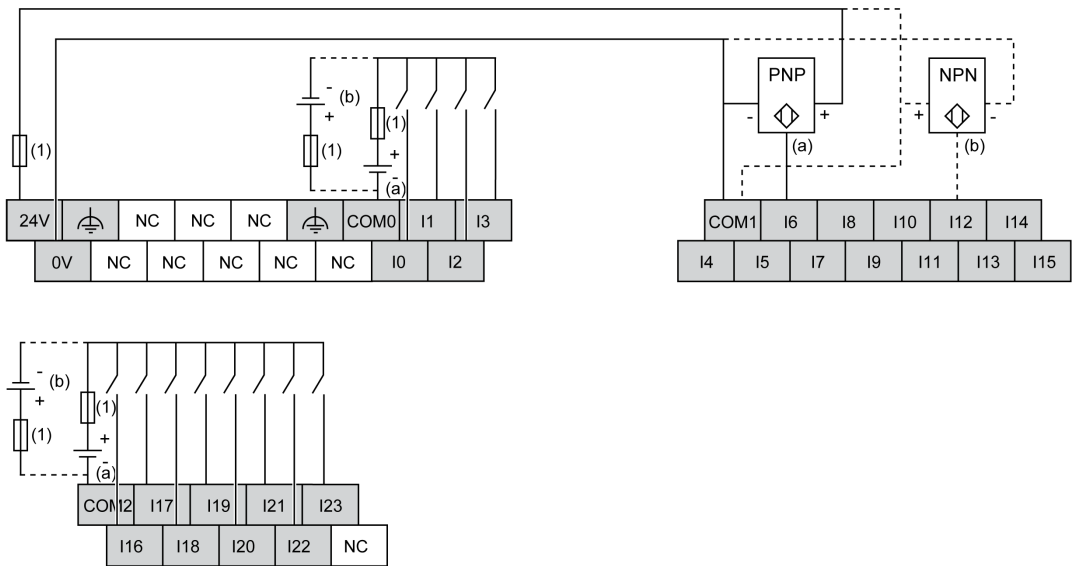 PNP NPN
- (b)
+
(1) (1)
+
-
(a)
- + + -
(a) (b)
(1)
24V NC NC NC COM0 I1 I3
0V NC NC NC NC NC I0 I2
COM1 I6 I8 I10 I12 I14
I4 I5 I7 I9 I11 I13 I15
- (b)
+
(1) (1)
+
-
(a)
COM2 I17 I19 I21 I23
I16 I18 I20 I22 NC